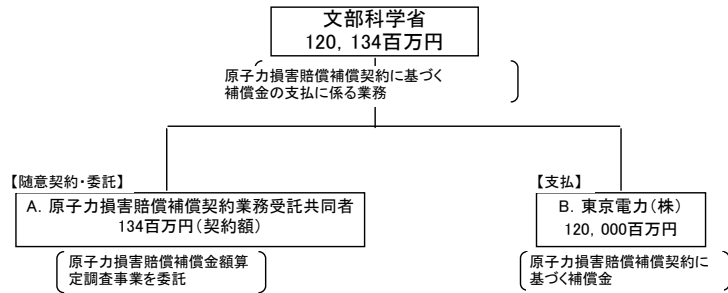 文部科学省
120,134百万円
原子力損害賠償補償契約に基づく
補償金の支払に係る業務
【随意契約・委託】
A. 原子力損害賠償補償契約業務受託共同者
134百万円(契約額)
原子力損害賠償補償金額算
定調査事業を委託
【支払】
B. 東京電力(株)
120,000百万円
原子力損害賠償補償契約に
基づく補償金